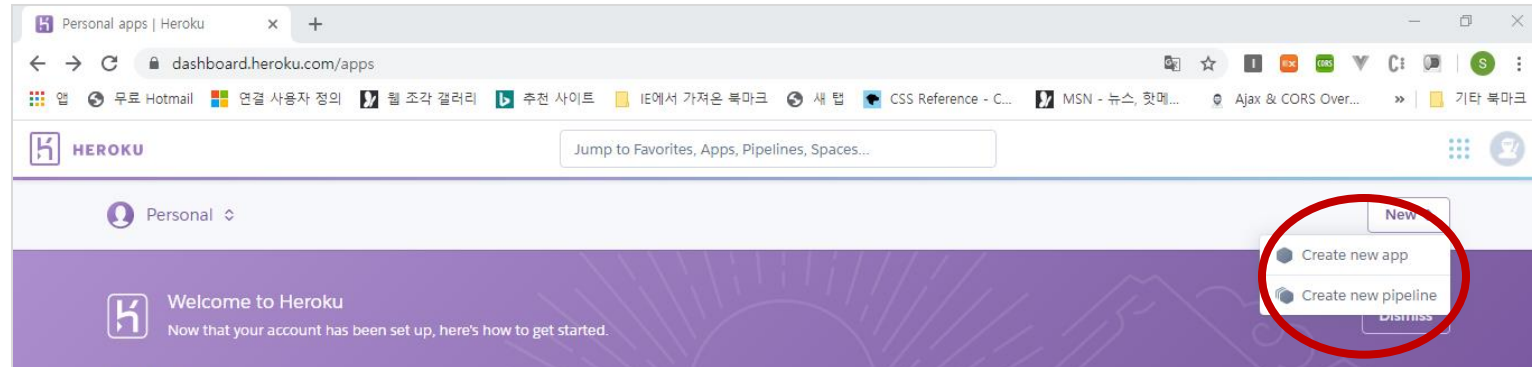 Personal apps | Heroku
dashboard.heroku.com/apps
앱 무료 Hotmail 연결 사용자 정의 웹 조각 갤러리 추천 사이트 IE에서 가져온 북마크 새 탭 CSS Reference - C... MSN - 뉴스, 핫메... Ajax & CORS Over... » 기타 북마크
HEROKU Jump to Favorites, Apps, Pipelines, Spaces...
Personal New
Create new app
Create new pipeline
Welcome to Heroku
Dismiss
Now that your account has been set up, here's how to get started.